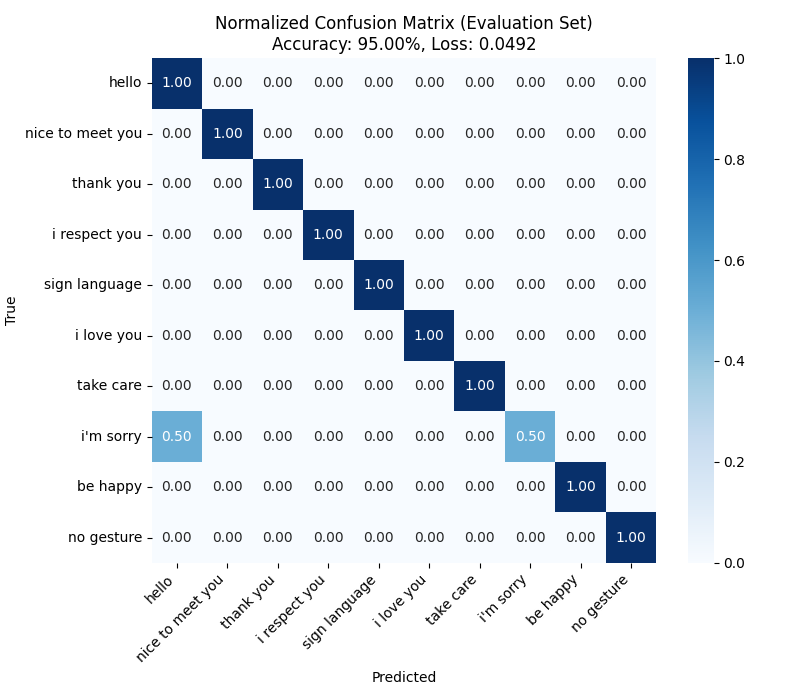 Normalized Confusion Matrix (Evaluation Set)
Accuracy: 95.00%, Loss: 0.0492
hello 1.00 0.00 0.00 0.00 0.00 0.00 0.00 0.00 0.00 0.00
nice to meet you 0.00 1.00 0.00 0.00 0.00 0.00 0.00 0.00 0.00 0.00
thank you 0.00 0.00 1.00 0.00 0.00 0.00 0.00 0.00 0.00 0.00
i respect you 0.00 0.00 0.00 1.00 0.00 0.00 0.00 0.00 0.00 0.00
sign language 0.00 0.00 0.00 0.00 1.00 0.00 0.00 0.00 0.00 0.00
i love you 0.00 0.00 0.00 0.00 0.00 1.00 0.00 0.00 0.00 0.00
take care 0.00 0.00 0.00 0.00 0.00 0.00 1.00 0.00 0.00 0.00
i'm sorry 0.50 0.00 0.00 0.00 0.00 0.00 0.00 0.50 0.00 0.00
be happy 0.00 0.00 0.00 0.00 0.00 0.00 0.00 0.00 1.00 0.00
no gesture 0.00 0.00 0.00 0.00 0.00 0.00 0.00 0.00 0.00 1.00
True
hello
nice to meet you
thank you
i respect you
sign language
i love you
take care
i'm sorry
be happy
no gesture
Predicted
1.0
0.8
0.6
0.4
0.2
0.0